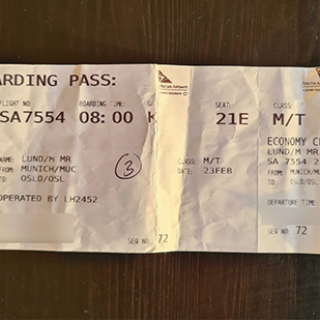 ARDING PASS:
FLIGHT NO BOARDING TIME: SEAT: CLASS:
SA7554 08:00 K 21E M/T
ECONOMY
NAME: LUND/M MR CLASS: M/T LUND/M MR
FROM: MUNICH/MUC DATE: 23FEB SA 7554
TO: OSLO/OSL FROM: MUNICH/MUC
TO: OSLO/OSL
3
OPERATED BY LH2452
DEPARTURE TIME
SEQ NO: 72 SEQ NO: 72